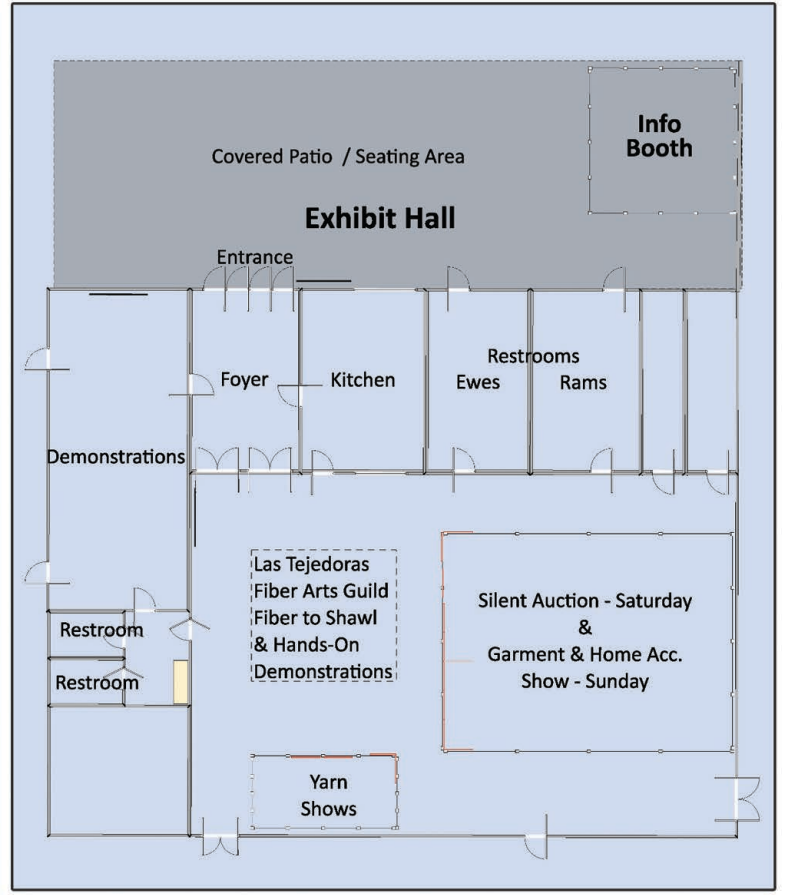 Info
Booth
Covered Patio / Seating Area
Exhibit Hall
Entrance
Foyer
Kitchen
Restrooms
Ewes
Rams
Demonstrations
Las Tejedoras
Fiber Arts Guild
Fiber to Shawl
& Hands-On
Demonstrations
Silent Auction - Saturday
&
Garment & Home Acc.
Show - Sunday
Restroom
Restroom
Yarn
Shows